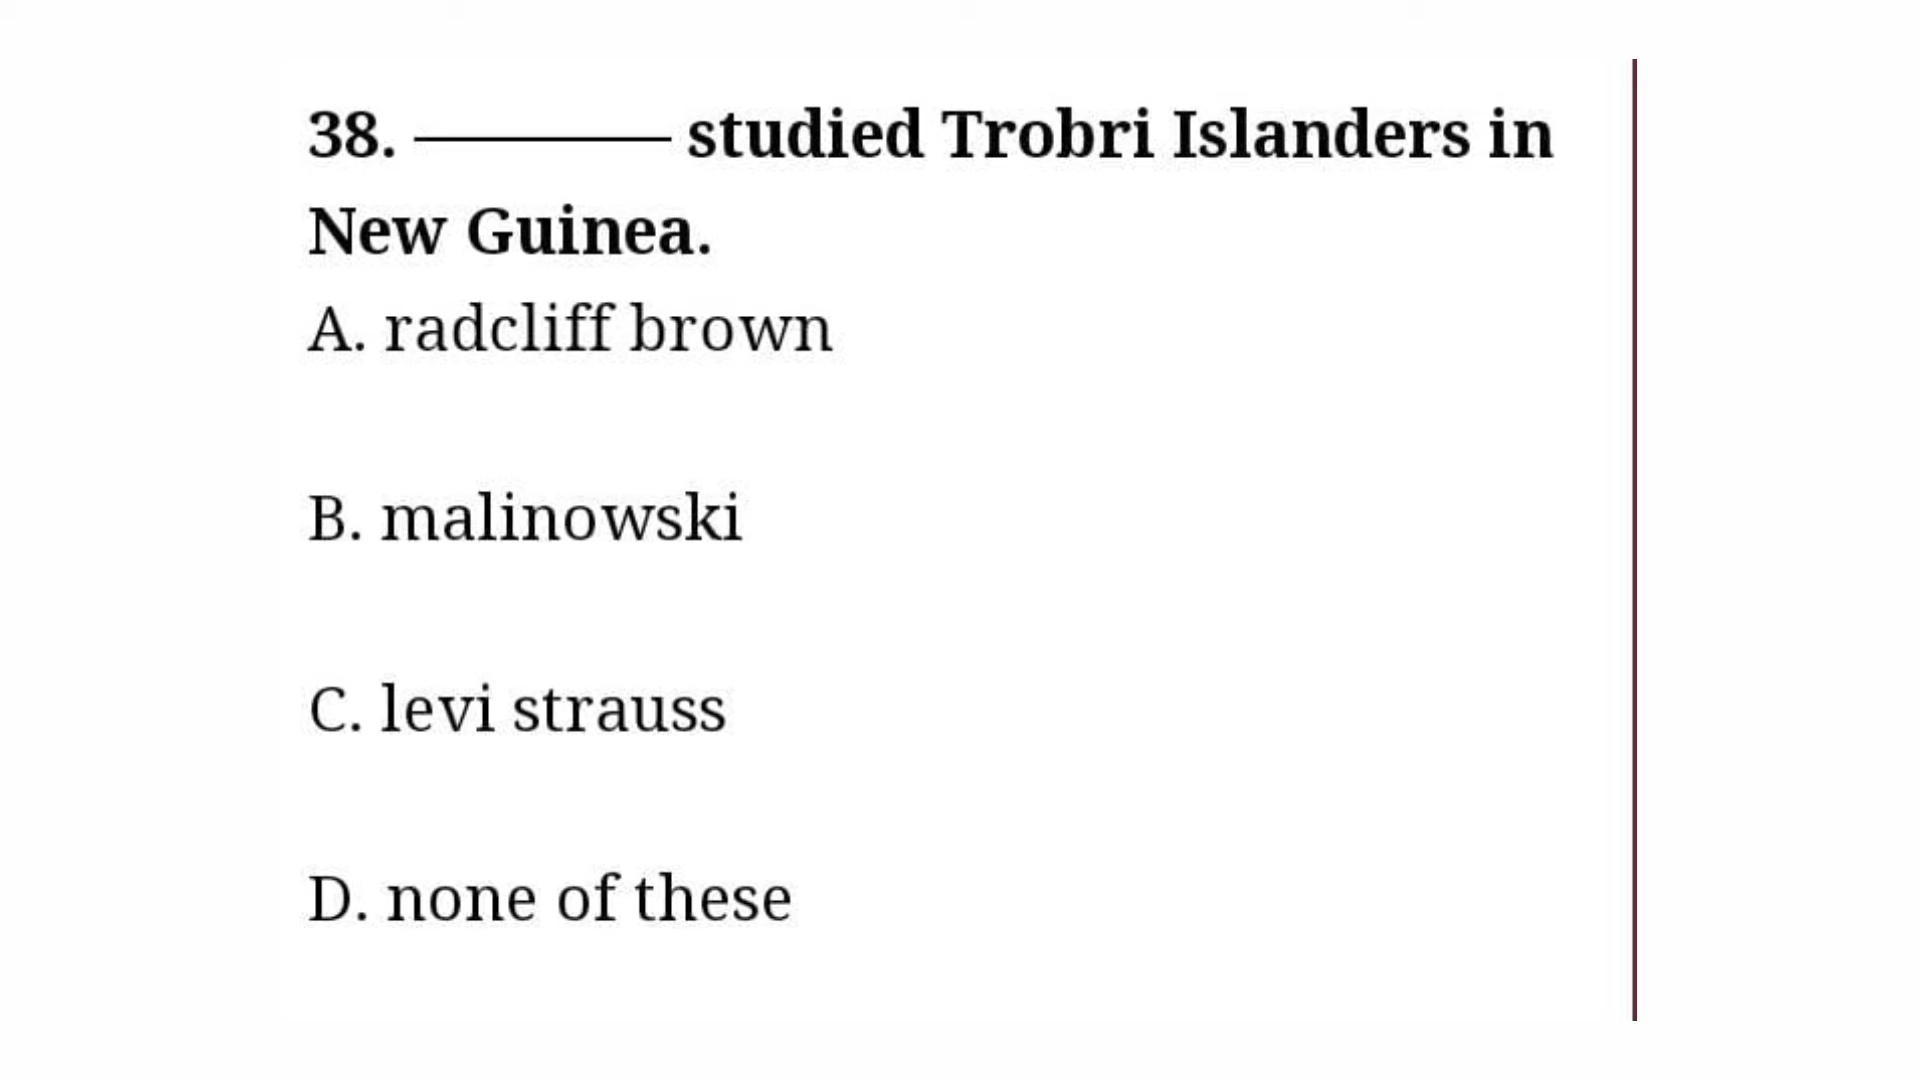 38. ———— studied Trobri Islanders in
New Guinea.
A. radcliff brown
B. malinowski
C. levi strauss
D. none of these